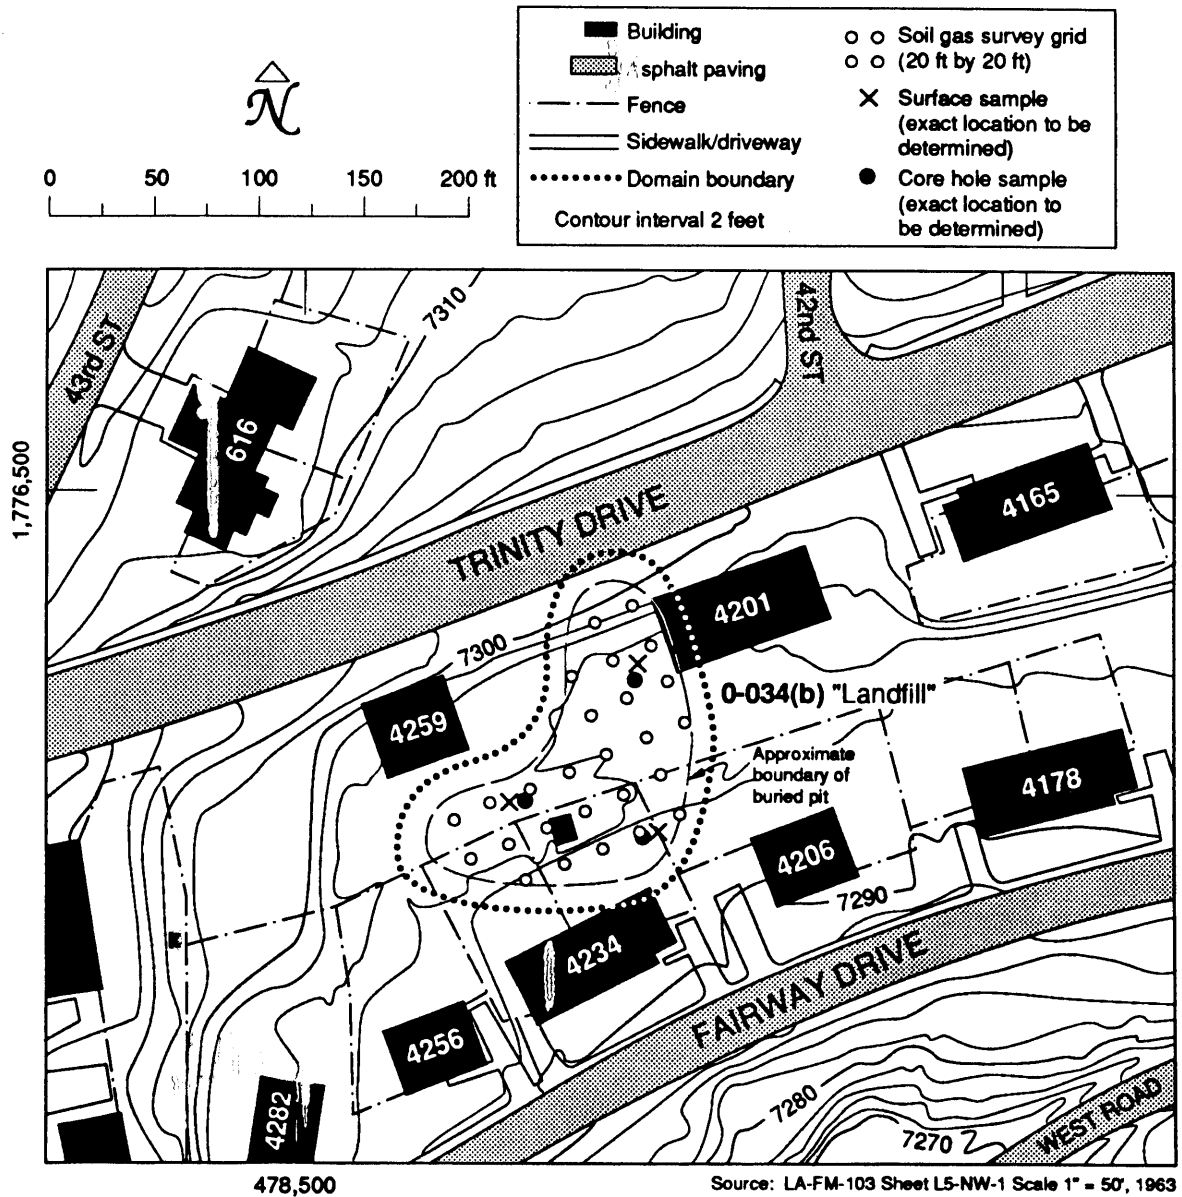 Building
Asphalt paving
Fence
Sidewalk/driveway
Domain boundary
Contour interval 2 feet
Soil gas survey grid
(20 ft by 20 ft)
Surface sample
(exact location to be
determined)
Core hole sample
(exact location to
be determined)
N
0 50 100 150 200 ft
43rd ST
7310
42nd ST
616
1,776,500
TRINITY DRIVE
4165
4201
7300
0-034(b) "Landfill"
4259
Approximate
boundary of
buried pit
4178
4206
7290
4234
FAIRWAY DRIVE
4256
4282
7280
7270
WEST ROAD
478,500
Source: LA-FM-103 Sheet L5-NW-1 Scale 1" = 50', 1963